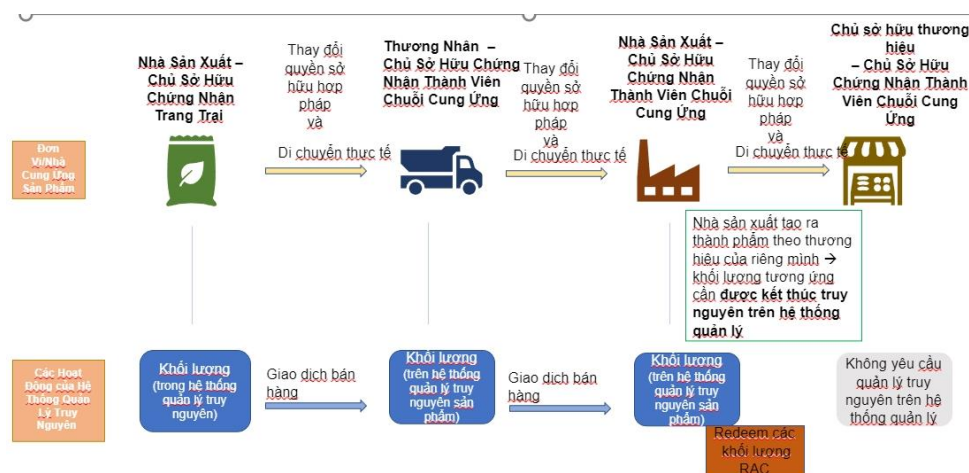 Nhà Sản Xuất –
Chủ Sở Hữu
Chứng Nhận
Trang Trại
Thay đổi
quyền sở
hữu hợp
pháp
và
Di chuyển thực tế
Thương Nhân –
Chủ Sở Hữu Chứng
Nhận Thành Viên
Chuỗi Cung Ứng
Thay đổi
quyền sở
hữu hợp
pháp
và
Di chuyển thực tế
Nhà Sản Xuất –
Chủ Sở Hữu
Chứng Nhận
Thành Viên Chuỗi
Cung Ứng
Thay đổi
quyền sở
hữu hợp
pháp
và
Di chuyển thực tế
Chủ sở hữu thương
hiệu
– Chủ Sở Hữu
Chứng Nhận Thành
Viên Chuỗi Cung
Ứng
Đơn
Vị/Nhà
Cung Ứng
Sản Phẩm
Nhà sản xuất tạo ra
thành phẩm theo thương
hiệu của riêng mình →
khối lượng tương ứng
cần được kết thúc truy
nguyên trên hệ thống
quản lý
Các Hoạt
Động của Hệ
Thống Quản
Lý Truy
Nguyên
Khối lượng
(trong hệ thống
quản lý truy
nguyên)
Giao dịch bán
hàng
Khối lượng
(trên hệ thống
quản lý truy
nguyên sản
phẩm)
Giao dịch bán
hàng
Khối lượng
(trên hệ thống
quản lý truy
nguyên sản
phẩm)
Redeem các
khối lượng
RAC
Không yêu cầu
quản lý truy
nguyên trên hệ
thống quản lý